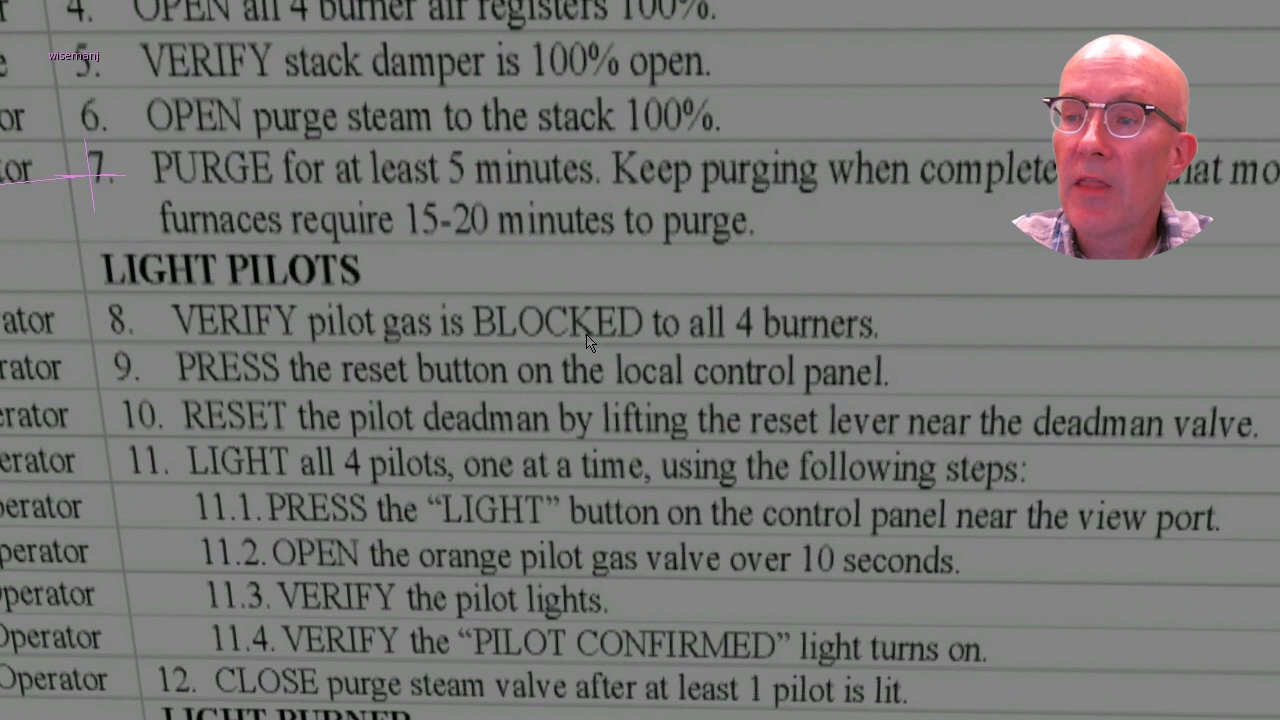 4. OPEN all 4 burner air registers 100%.
wisemanj
5. VERIFY stack damper is 100% open.
or 6. OPEN purge steam to the stack 100%.
tor 7. PURGE for at least 5 minutes. Keep purging when complete hat mo
furnaces require 15-20 minutes to purge.
LIGHT PILOTS
ator 8. VERIFY pilot gas is BLOCKED to all 4 burners.
rator 9. PRESS the reset button on the local control panel.
erator 10. RESET the pilot deadman by lifting the reset lever near the deadman valve.
erator 11. LIGHT all 4 pilots, one at a time, using the following steps:
perator 11.1. PRESS the “LIGHT” button on the control panel near the view port.
perator 11.2. OPEN the orange pilot gas valve over 10 seconds.
Operator 11.3. VERIFY the pilot lights.
Operator 11.4. VERIFY the “PILOT CONFIRMED” light turns on.
Operator 12. CLOSE purge steam valve after at least 1 pilot is lit.
LIGHT BURNER